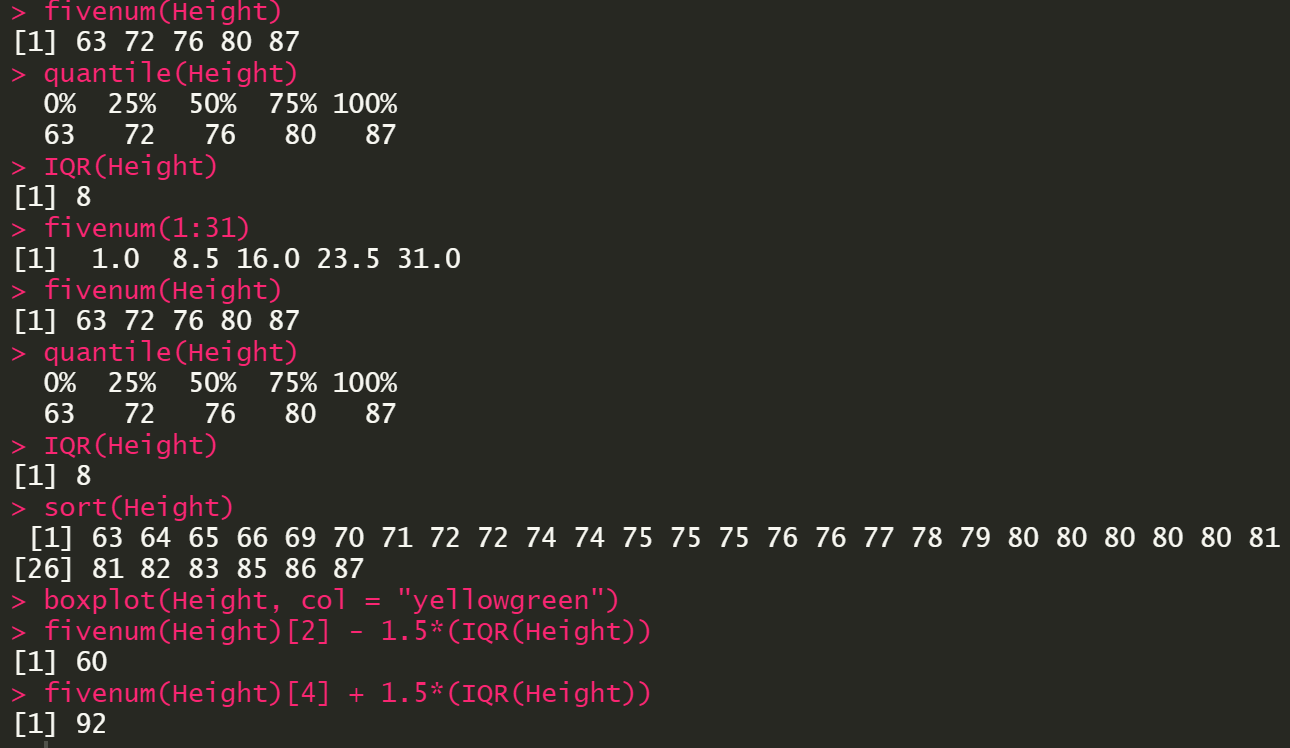 > fivenum(Height)
[1] 63 72 76 80 87
> quantile(Height)
  0%  25%  50%  75% 100%
  63   72   76   80   87
> IQR(Height)
[1] 8
> fivenum(1:31)
[1]  1.0  8.5 16.0 23.5 31.0
> fivenum(Height)
[1] 63 72 76 80 87
> quantile(Height)
  0%  25%  50%  75% 100%
  63   72   76   80   87
> IQR(Height)
[1] 8
> sort(Height)
 [1] 63 64 65 66 69 70 71 72 72 74 74 75 75 75 76 76 77 78 79 80 80 80 80 80 81
[26] 81 82 83 85 86 87
> boxplot(Height, col = "yellowgreen")
> fivenum(Height)[2] - 1.5*(IQR(Height))
[1] 60
> fivenum(Height)[4] + 1.5*(IQR(Height))
[1] 92